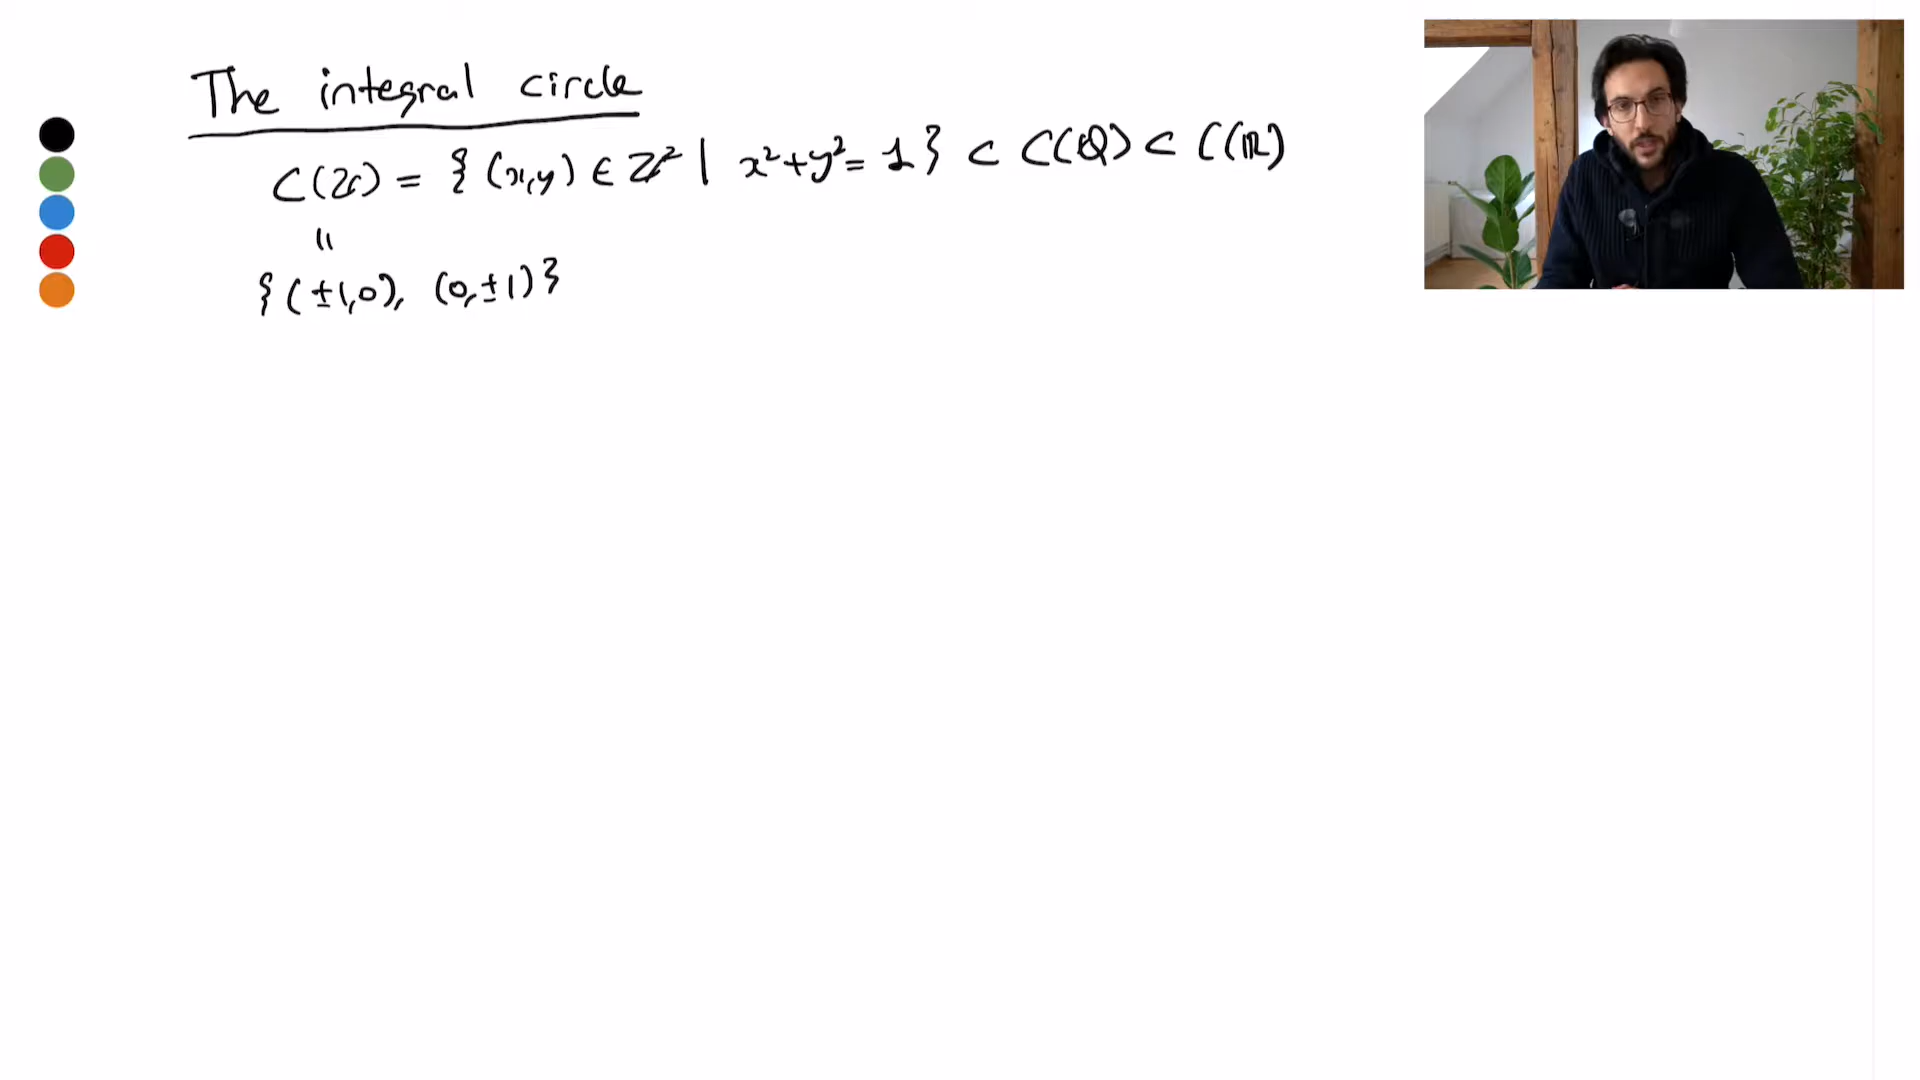 The integral circle
C(ℤ) = { (x,y) ∈ ℤ² | x²+y² = 1 } ⊂ C(ℚ) ⊂ C(ℝ)
=
{ (±1,0), (0,±1) }